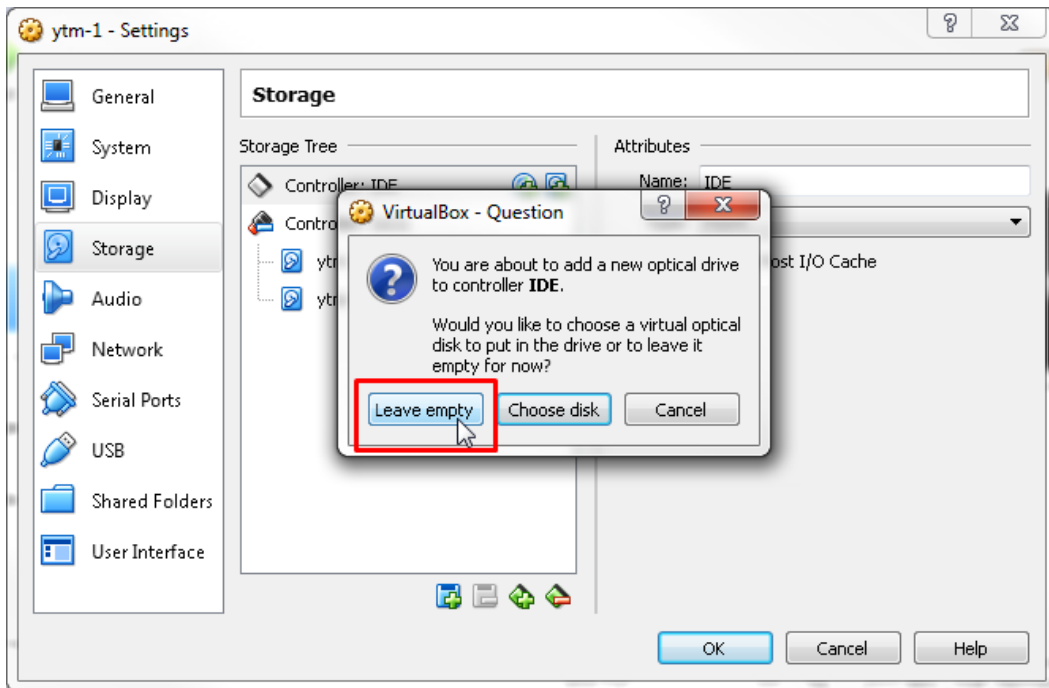 ytm-1 - Settings
General
System
Display
Storage
Audio
Network
Serial Ports
USB
Shared Folders
User Interface
Storage
Storage Tree
Controller: IDE
Attributes
Name: IDE
ost I/O Cache
VirtualBox - Question
You are about to add a new optical drive
to controller IDE.
Would you like to choose a virtual optical
disk to put in the drive or to leave it
empty for now?
Leave empty
Choose disk
Cancel
OK
Cancel
Help